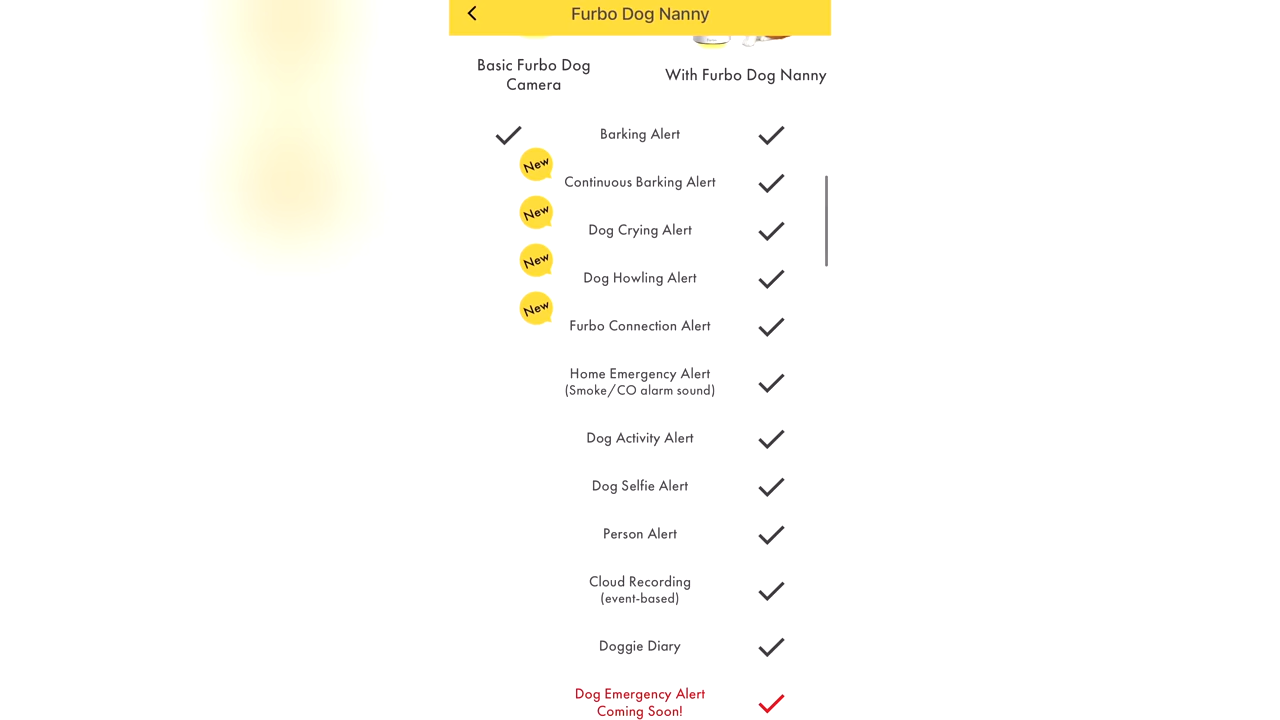 Furbo Dog Nanny
Basic Furbo Dog
Camera
With Furbo Dog Nanny
Barking Alert
New
Continuous Barking Alert
New
Dog Crying Alert
New
Dog Howling Alert
New
Furbo Connection Alert
Home Emergency Alert
(Smoke/CO alarm sound)
Dog Activity Alert
Dog Selfie Alert
Person Alert
Cloud Recording
(event-based)
Doggie Diary
Dog Emergency Alert
Coming Soon!